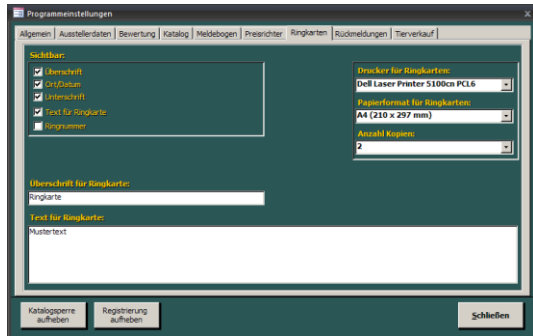 Programmeinstellungen
x
Allgemein Ausstellerdaten Bewertung Katalog Meldebogen Preisrichter Ringkarten Rückmeldungen Tierverkauf
Sichtbar:
Überschrift
Ort/Datum
Unterschrift
Text für Ringkarte
Ringnummer
Drucker für Ringkarten:
Dell Laser Printer 5100cn PCL6
Papierformat für Ringkarten:
A4 (210 x 297 mm)
Anzahl Kopien:
2
Überschrift für Ringkarte:
Ringkarte
Text für Ringkarte:
Mustertext
Katalogsperre
aufheben
Registrierung
aufheben
Schließen